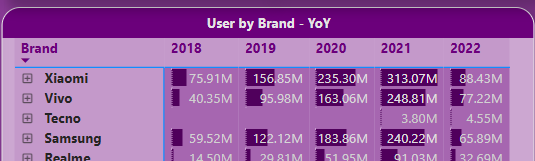 User by Brand - YoY
Brand 2018 2019 2020 2021 2022
Xiaomi 75.91M 156.85M 235.30M 313.07M 88.43M
Vivo 40.35M 95.98M 163.06M 248.81M 77.22M
Tecno 3.80M 4.55M
Samsung 59.52M 122.12M 183.86M 240.22M 65.89M
Realme 14.50M 29.81M 51.95M 91.03M 32.69M